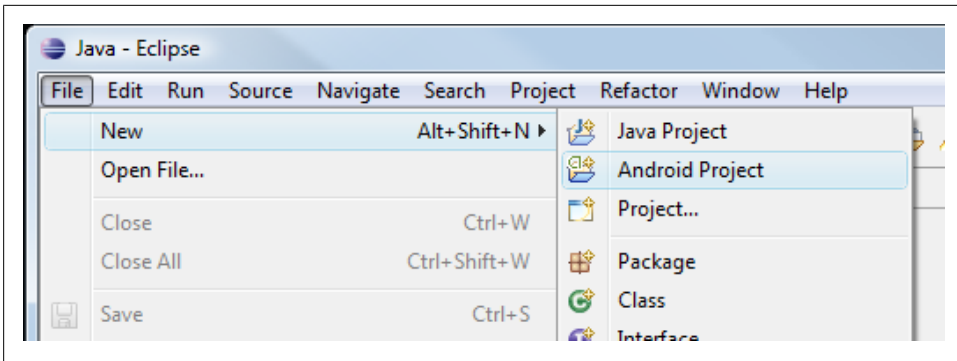 Java - Eclipse
File Edit Run Source Navigate Search Project Refactor Window Help
New Alt+Shift+N
Open File...
Close Ctrl+W
Close All Ctrl+Shift+W
Save Ctrl+S
Java Project
Android Project
Project...
Package
Class
Interface